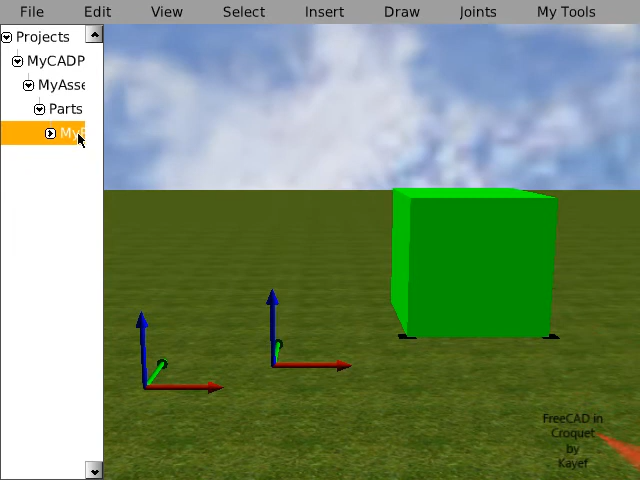 File Edit View Select Insert Draw Joints My Tools
Projects
MyCADP
MyAsse
Parts
FreeCAD in
Croquet
by
Kayef